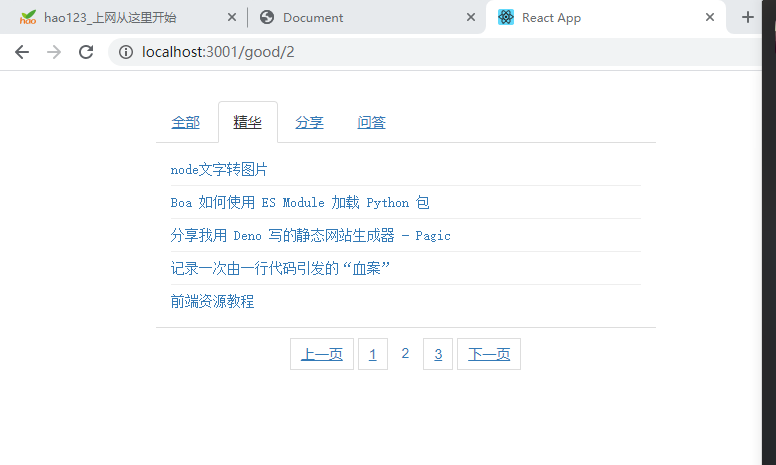 hao123_上网从这里开始 Document React App
localhost:3001/good/2
全部 精华 分享 问答
node文字转图片
Boa 如何使用 ES Module 加载 Python 包
分享我用 Deno 写的静态网站生成器 - Pagic
记录一次由一行代码引发的“血案”
前端资源教程
上一页 1 2 3 下一页